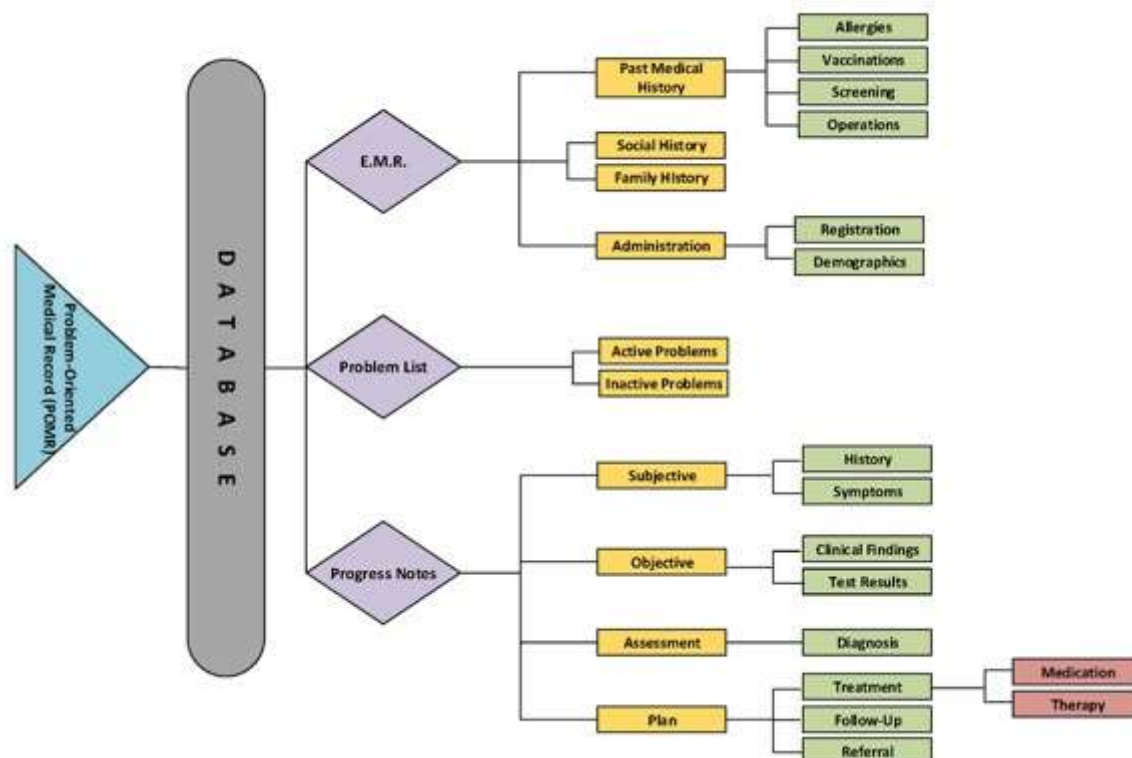 Problem-Oriented
Medical Record (POMR)
DATABASE
E.M.R.
Past Medical
History
Allergies
Vaccinations
Screening
Operations
Social History
Family History
Administration
Registration
Demographics
Problem List
Active Problems
Inactive Problems
Progress Notes
Subjective
History
Symptoms
Objective
Clinical Findings
Test Results
Assessment
Diagnosis
Plan
Treatment
Medication
Therapy
Follow-Up
Referral